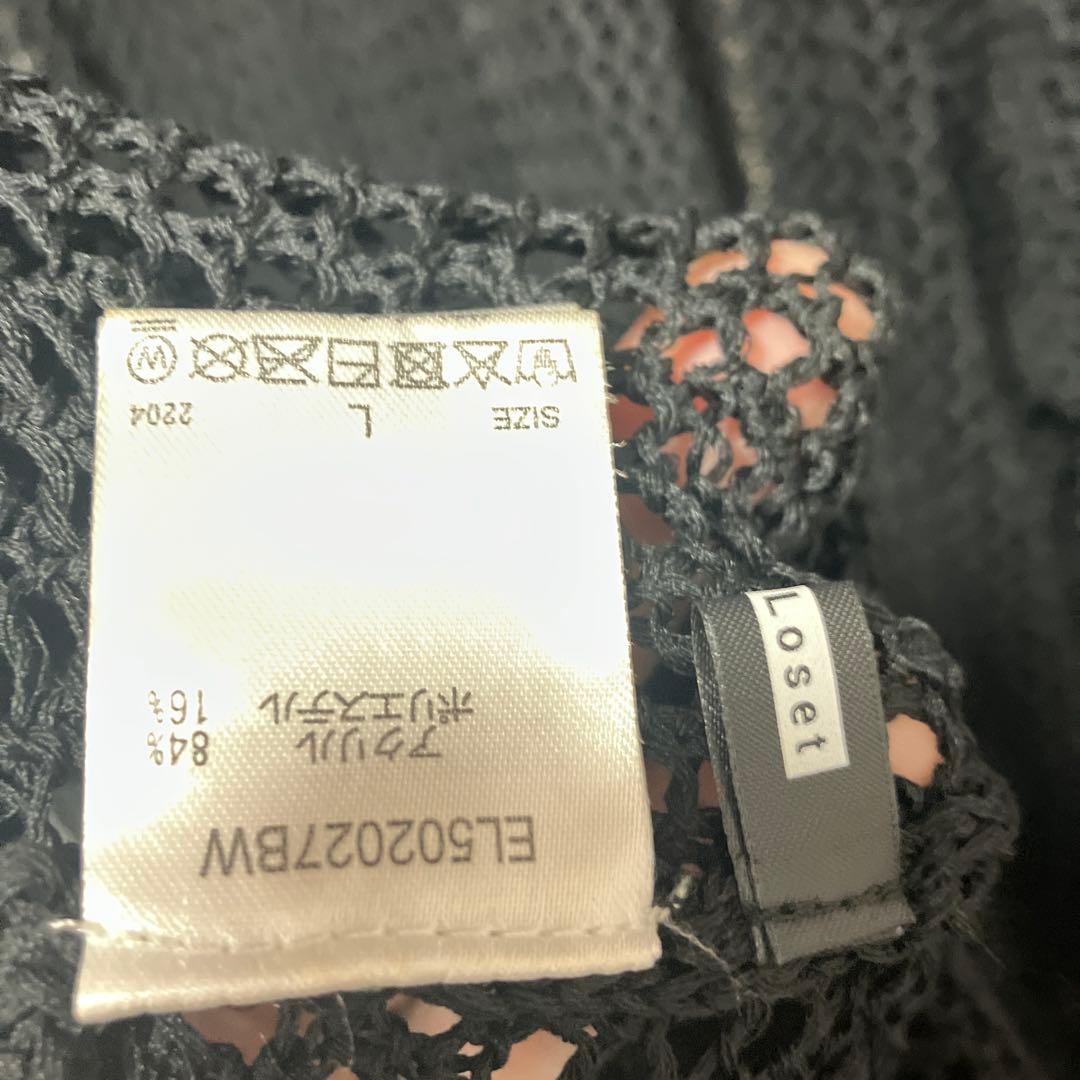 EL502027BW
アクリル 84%
ポリエステル 16%
SIZE L 2204
W
Loset